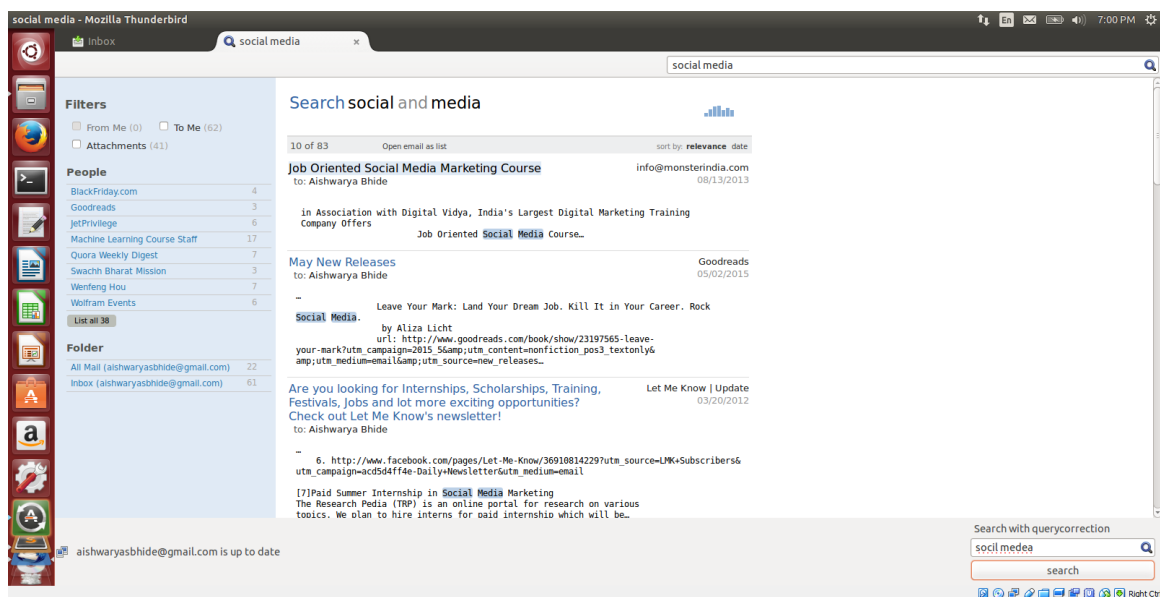 social media - Mozilla Thunderbird
En
7:00 PM
Inbox
social media ×
social media
Filters
From Me (0) To Me (62)
Attachments (41)
People
BlackFriday.com 4
Goodreads 3
JetPrivilege 6
Machine Learning Course Staff 17
Quora Weekly Digest 7
Swachh Bharat Mission 3
Wenfeng Hou 7
Wolfram Events 6
List all 38
Folder
All Mail (aishwaryasbhide@gmail.com) 22
Inbox (aishwaryasbhide@gmail.com) 61
Search social and media
10 of 83 Open email as list sort by: relevance date
Job Oriented Social Media Marketing Course info@monsterindia.com
to: Aishwarya Bhide 08/13/2013
in Association with Digital Vidya, India's Largest Digital Marketing Training
Company Offers
Job Oriented Social Media Course…
May New Releases Goodreads
to: Aishwarya Bhide 05/02/2015
…
Leave Your Mark: Land Your Dream Job. Kill It in Your Career. Rock
Social Media.
by Aliza Licht
url: http://www.goodreads.com/book/show/23197565-leave-
your-mark?utm_campaign=2015_5&amp;utm_content=nonfiction_pos3_textonly&
amp;utm_medium=email&amp;utm_source=new_releases…
Are you looking for Internships, Scholarships, Training, Let Me Know | Update
Festivals, Jobs and lot more exciting opportunities? 03/20/2012
Check out Let Me Know's newsletter!
to: Aishwarya Bhide
…
6. http://www.facebook.com/pages/Let-Me-Know/36910814229?utm_source=LMK+Subscribers&
utm_campaign=acd5d4ff4e-Daily+Newsletter&utm_medium=email
[7]Paid Summer Internship in Social Media Marketing
The Research Pedia (TRP) is an online portal for research on various
topics. We plan to hire interns for paid internship which will be…
Search with querycorrection
socil medea
search
aishwaryasbhide@gmail.com is up to date
Right Ctr